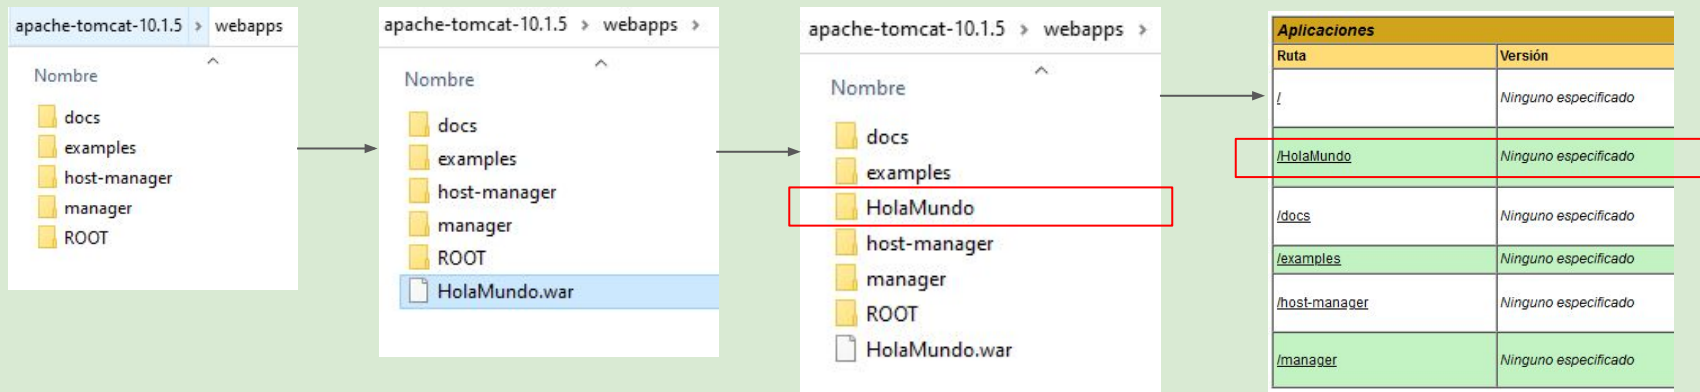 apache-tomcat-10.1.5 > webapps
Nombre
docs
examples
host-manager
manager
ROOT
apache-tomcat-10.1.5 > webapps >
Nombre
docs
examples
host-manager
manager
ROOT
HolaMundo.war
apache-tomcat-10.1.5 > webapps >
Nombre
docs
examples
HolaMundo
host-manager
manager
ROOT
HolaMundo.war
Aplicaciones
Ruta Versión
/ Ninguno especificado
/HolaMundo Ninguno especificado
/docs Ninguno especificado
/examples Ninguno especificado
/host-manager Ninguno especificado
/manager Ninguno especificado